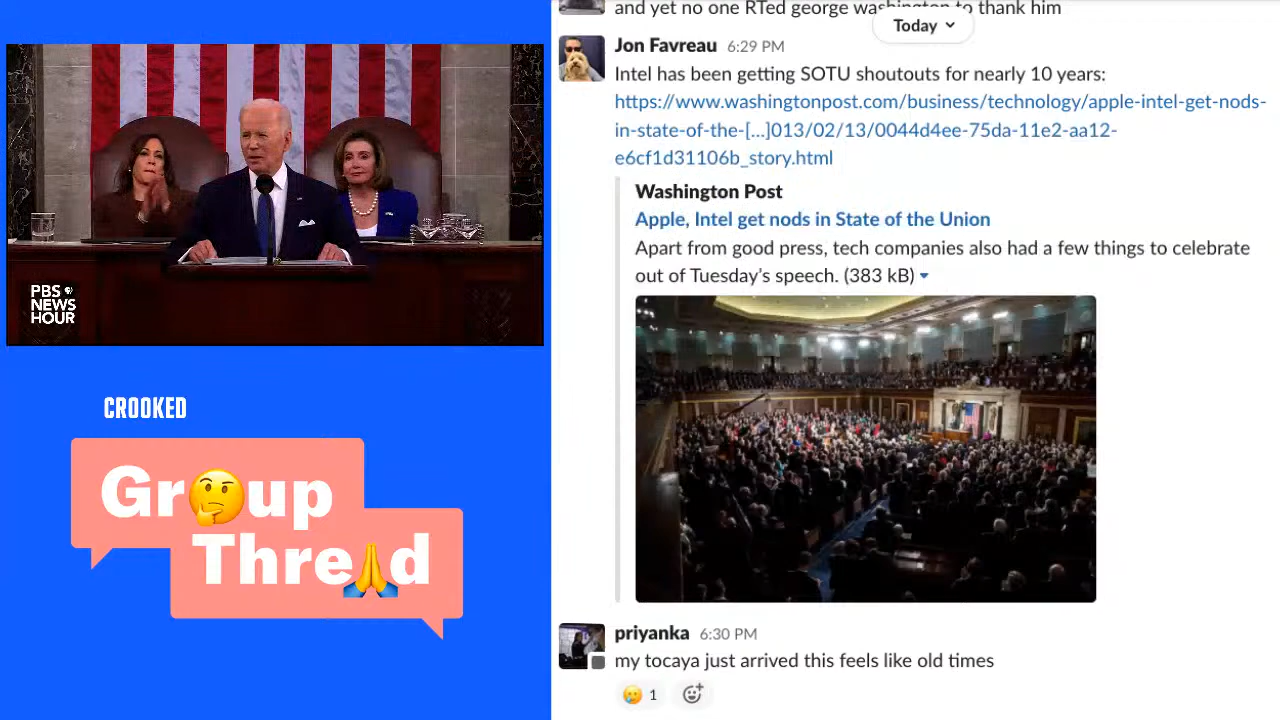 PBS
NEWS
HOUR
CROOKED
Group
Thread
and yet no one RTed george washington to thank him
Today
Jon Favreau 6:29 PM
Intel has been getting SOTU shoutouts for nearly 10 years:
https://www.washingtonpost.com/business/technology/apple-intel-get-nods-
in-state-of-the-[...]013/02/13/0044d4ee-75da-11e2-aa12-
e6cf1d31106b_story.html
Washington Post
Apple, Intel get nods in State of the Union
Apart from good press, tech companies also had a few things to celebrate
out of Tuesday's speech. (383 kB)
priyanka 6:30 PM
my tocaya just arrived this feels like old times
1